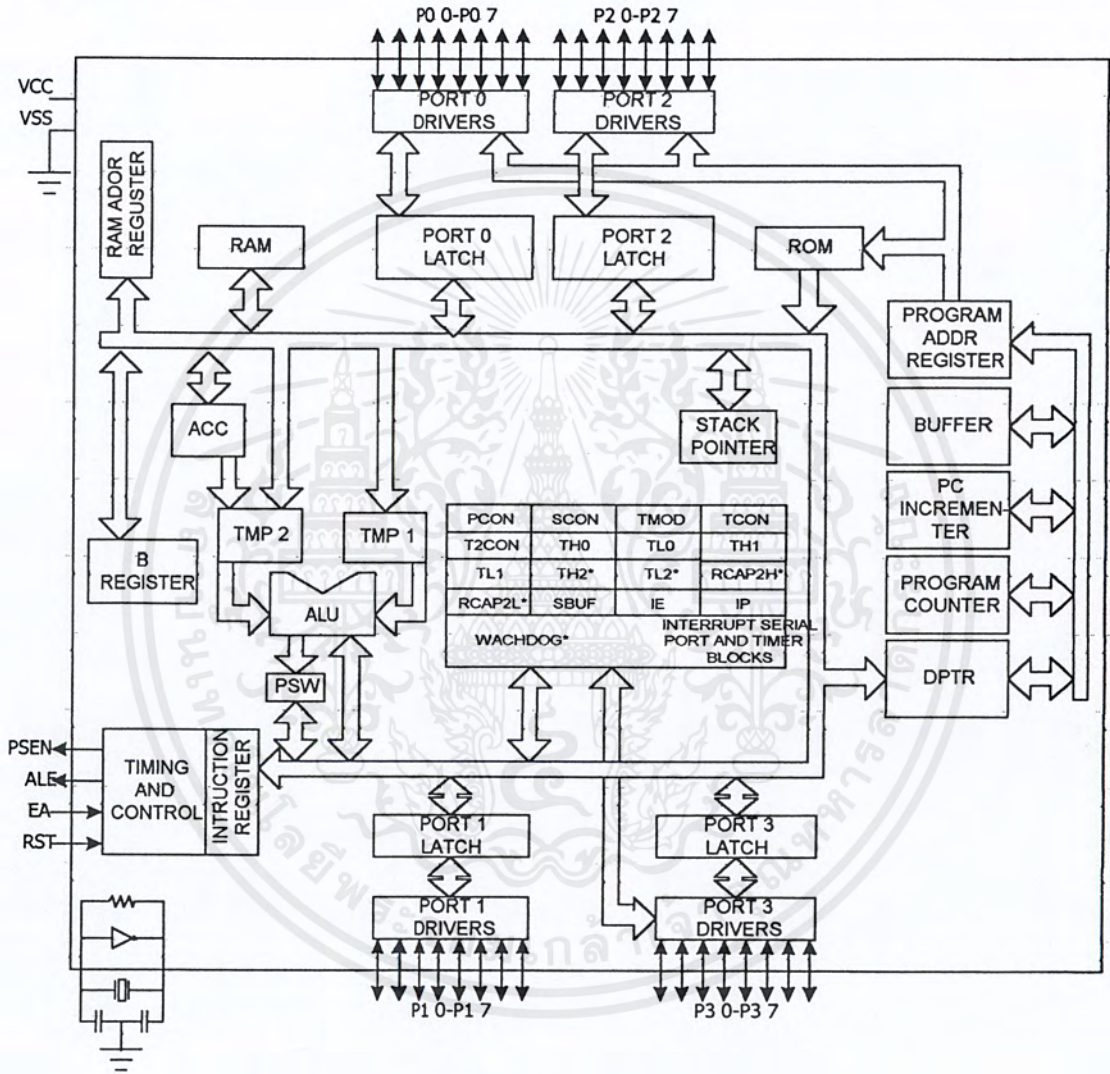 P0 0-P0 7
P2 0-P2 7
VCC
VSS
PORT 0
DRIVERS
PORT 2
DRIVERS
RAM ADOR
REGUSTER
RAM
PORT 0
LATCH
PORT 2
LATCH
ROM
PROGRAM
ADDR
REGISTER
BUFFER
PC
INCREMEN-
TER
PROGRAM
COUNTER
DPTR
ACC
STACK
POINTER
B
REGISTER
TMP 2
TMP 1
ALU
PSW
PCON SCON TMOD TCON
T2CON TH0 TL0 TH1
TL1 TH2* TL2* RCAP2H*
RCAP2L* SBUF IE IP
WACHDOG*
INTERRUPT SERIAL
PORT AND TIMER
BLOCKS
PSEN
ALE
EA
RST
TIMING
AND
CONTROL
INTRUCTION
REGISTER
PORT 1
LATCH
PORT 3
LATCH
PORT 1
DRIVERS
PORT 3
DRIVERS
P1 0-P1 7
P3 0-P3 7